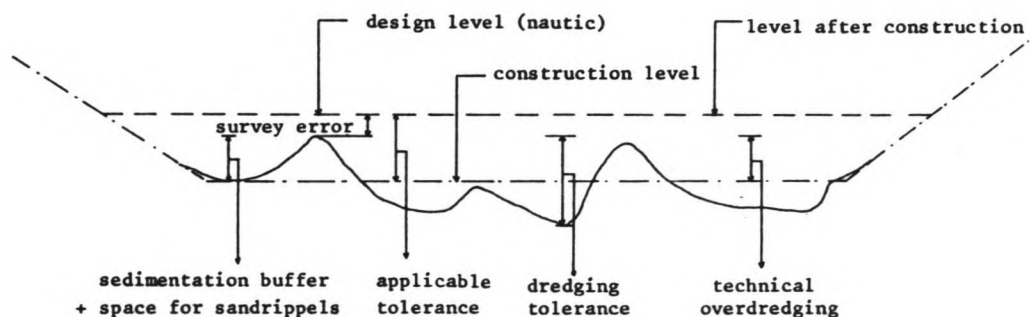 design level (nautic)
level after construction
construction level
survey error
sedimentation buffer
+ space for sandrippels
applicable
tolerance
dredging
tolerance
technical
overdredging